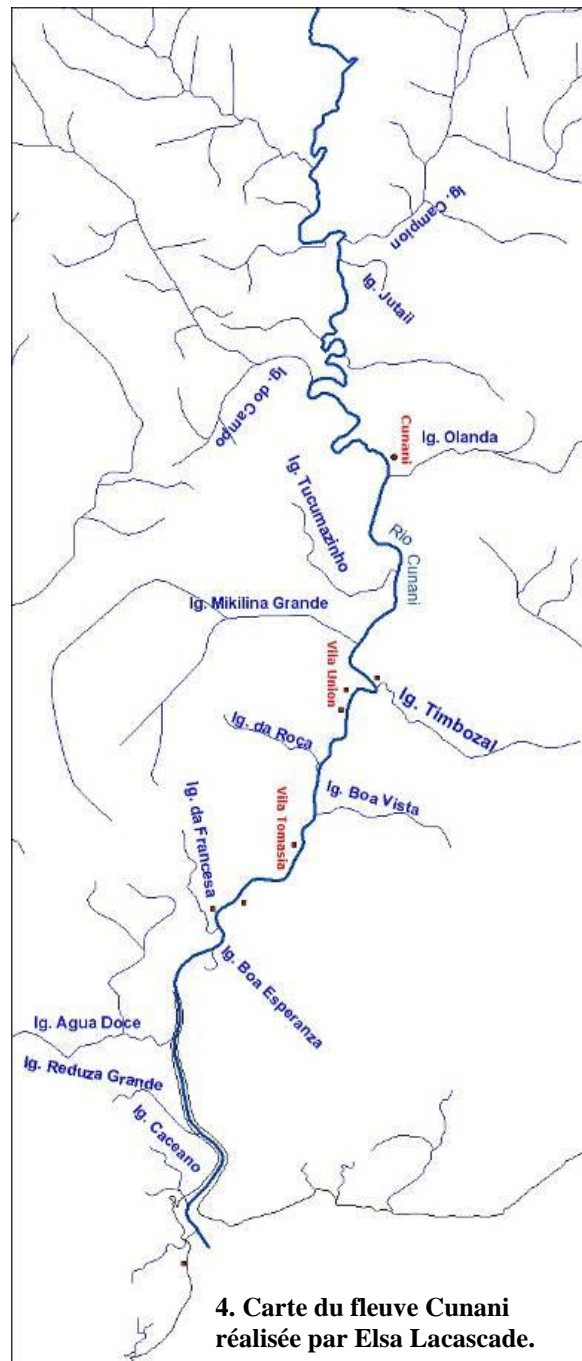 Ig. Campion
Ig. Jutaii
Ig. do Campo
Cunani
Ig. Olanda
Ig. Tucumazinho
Rio Cunani
Ig. Mikilina Grande
Vila Union
Ig. Timbozal
Ig. da Roça
Ig. Boa Vista
Vila Tomasia
Ig. da Francesa
Ig. Boa Esperanza
Ig. Agua Doce
Ig. Reduza Grande
Ig. Caceano
4. Carte du fleuve Cunani
réalisée par Elsa Lacascade.